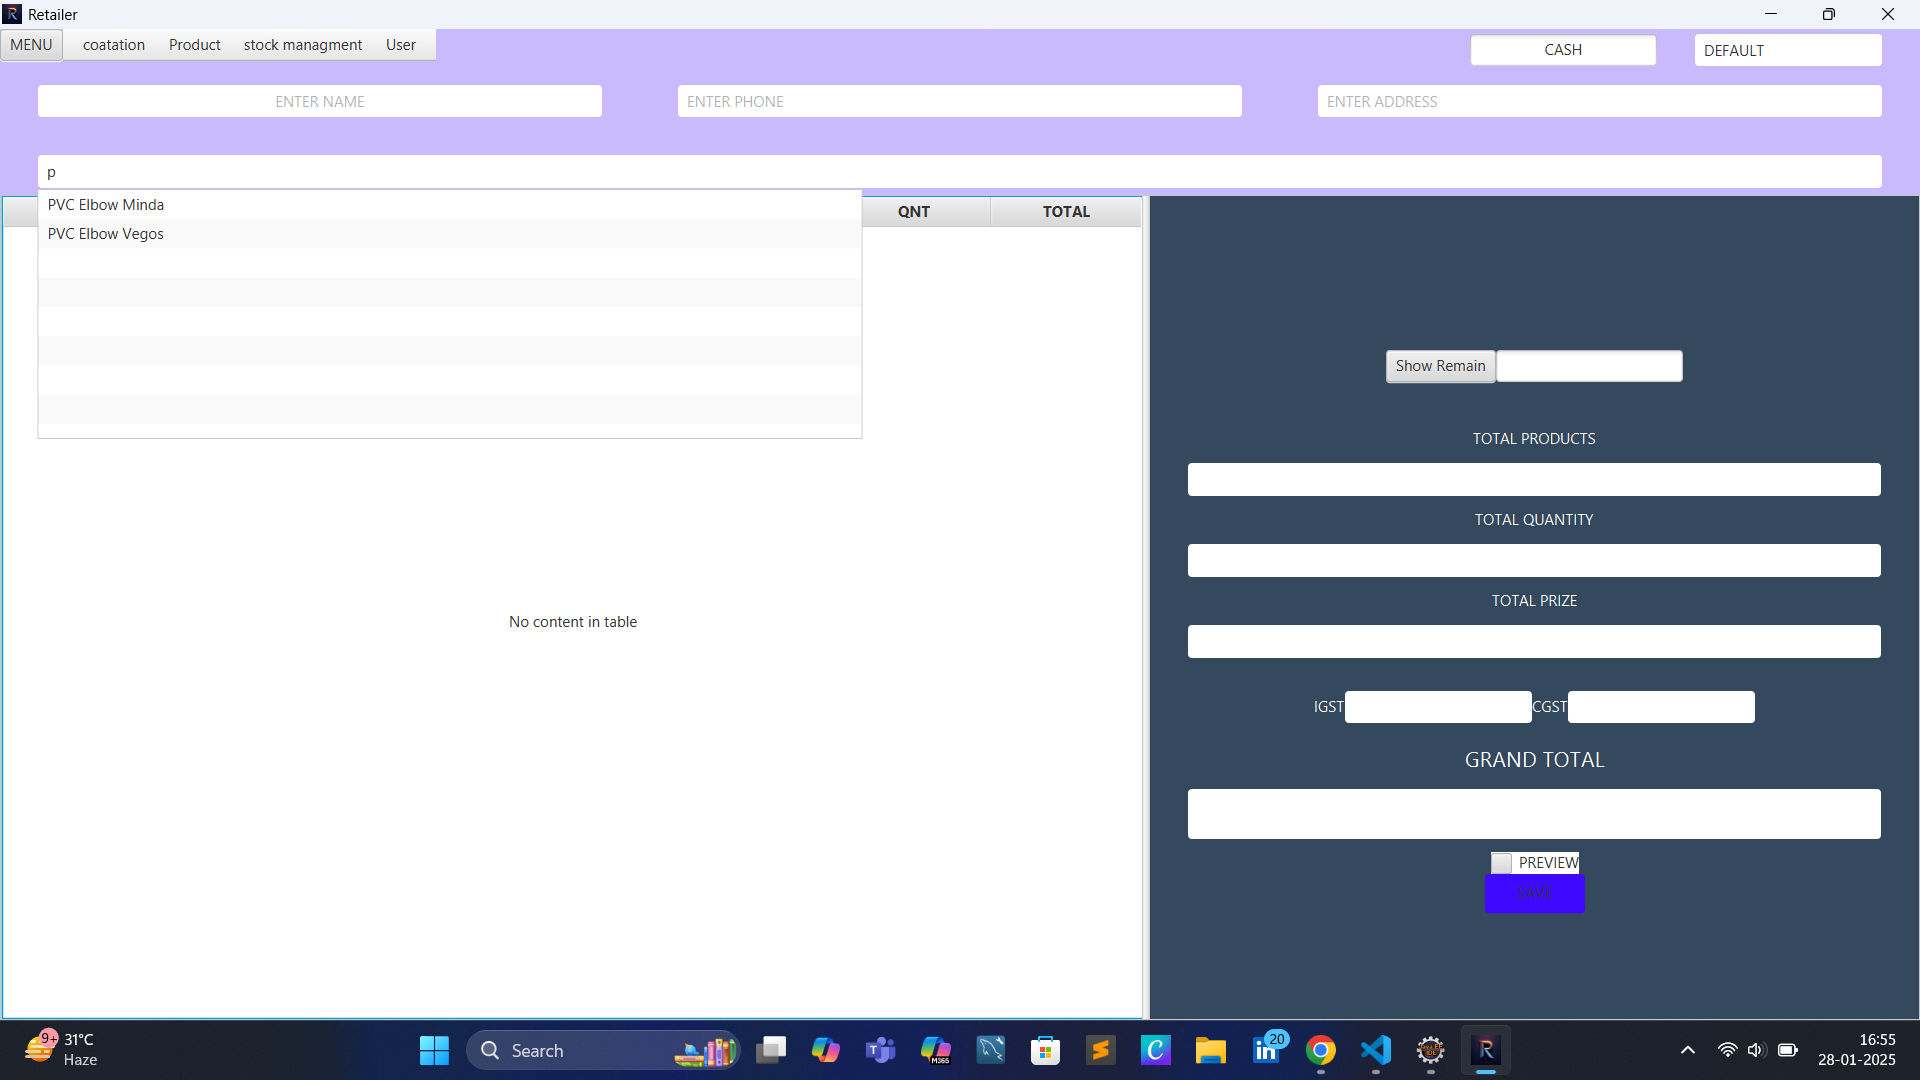 Retailer
MENU coatation Product stock managment User
CASH
DEFAULT
ENTER NAME
ENTER PHONE
ENTER ADDRESS
p
PVC Elbow Minda
PVC Elbow Vegos
QNT TOTAL
No content in table
Show Remain
TOTAL PRODUCTS
TOTAL QUANTITY
TOTAL PRIZE
IGST CGST
GRAND TOTAL
PREVIEW
SAVE
9+ 31°C
Haze
Search
M365
20
16:55
28-01-2025